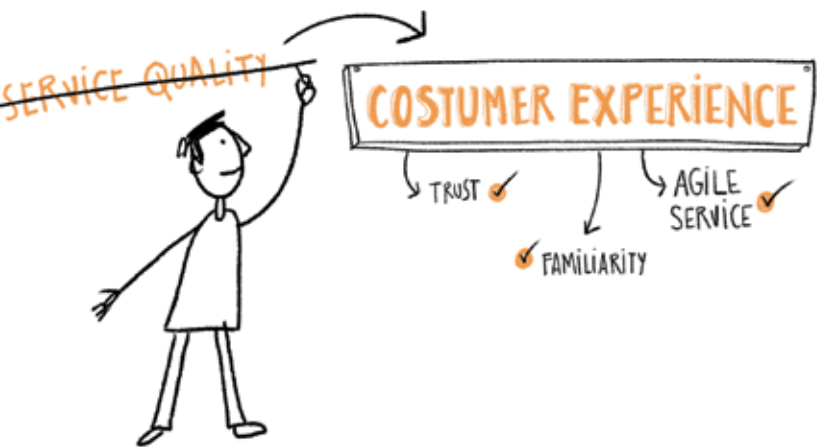 SERVICE QUALITY
COSTUMER EXPERIENCE
TRUST
FAMILIARITY
AGILE
SERVICE